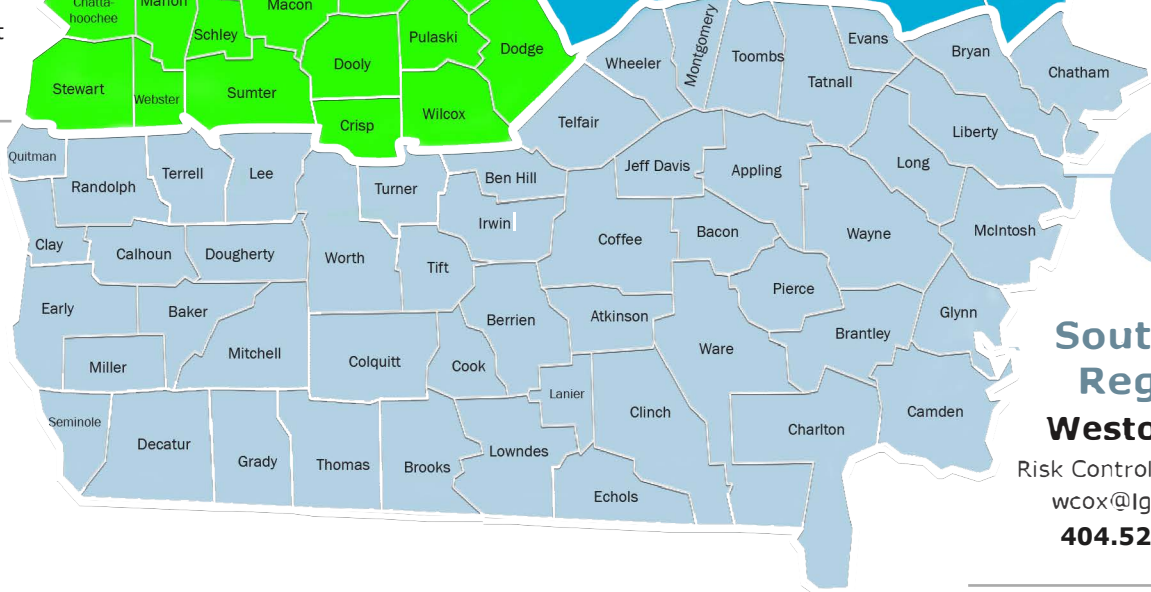 Chatta-
hoochee
Marion
Macon
Schley
Pulaski
Dodge
Dooly
Stewart
Webster
Sumter
Crisp
Wilcox
Wheeler
Montgomery
Toombs
Evans
Tatnall
Bryan
Chatham
Telfair
Liberty
Quitman
Randolph
Terrell
Lee
Turner
Ben Hill
Jeff Davis
Appling
Long
Irwin
Clay
Calhoun
Dougherty
Worth
Tift
Coffee
Bacon
Wayne
McIntosh
Early
Baker
Pierce
Glynn
Berrien
Atkinson
Brantley
Miller
Mitchell
Colquitt
Cook
Ware
Lanier
Seminole
Clinch
Charlton
Camden
Decatur
Grady
Thomas
Brooks
Lowndes
Echols
Sout
Reg
Westo
Risk Control
wcox@lg
404.52